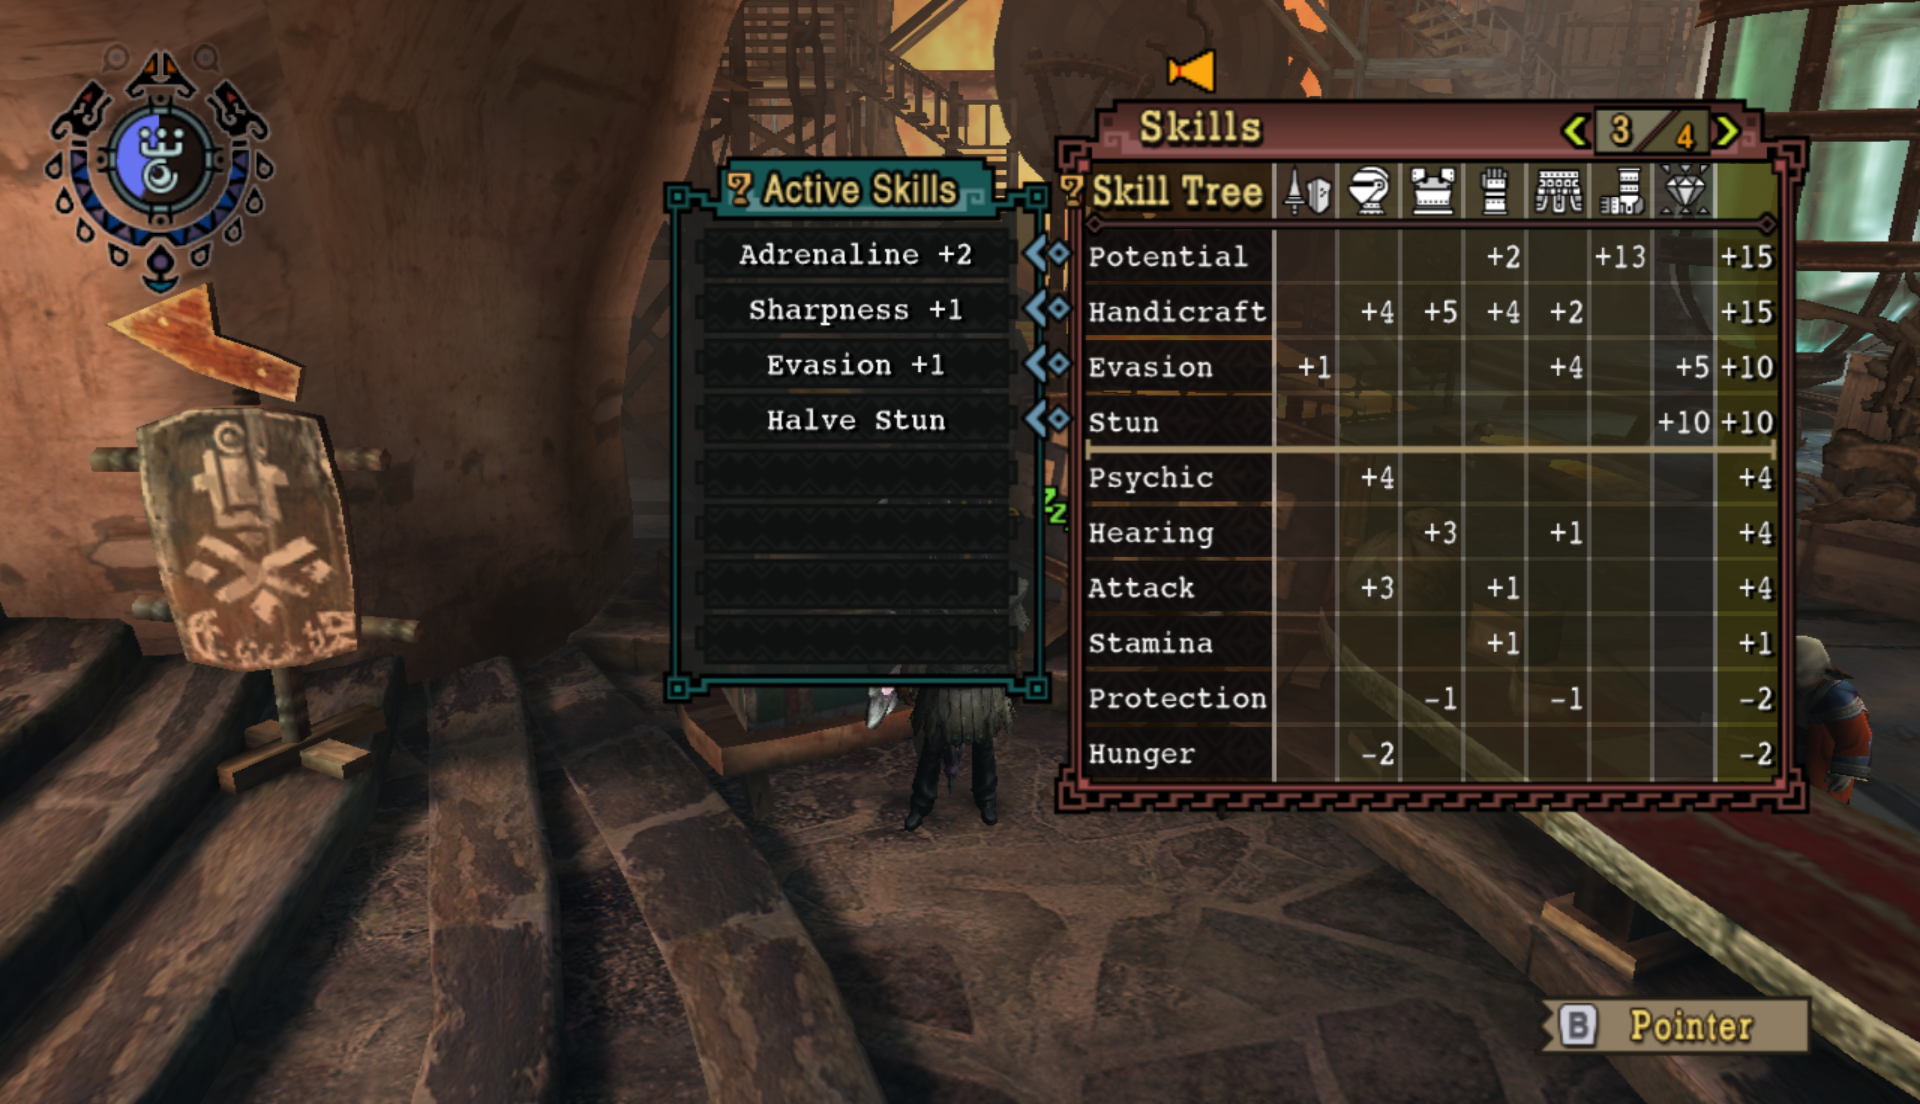 Skills
3 / 4
? Active Skills
Adrenaline +2
Sharpness +1
Evasion +1
Halve Stun
? Skill Tree
Potential +2 +13 +15
Handicraft +4 +5 +4 +2 +15
Evasion +1 +4 +5 +10
Stun +10 +10
Psychic +4 +4
Hearing +3 +1 +4
Attack +3 +1 +4
Stamina +1 +1
Protection -1 -1 -2
Hunger -2 -2
B Pointer